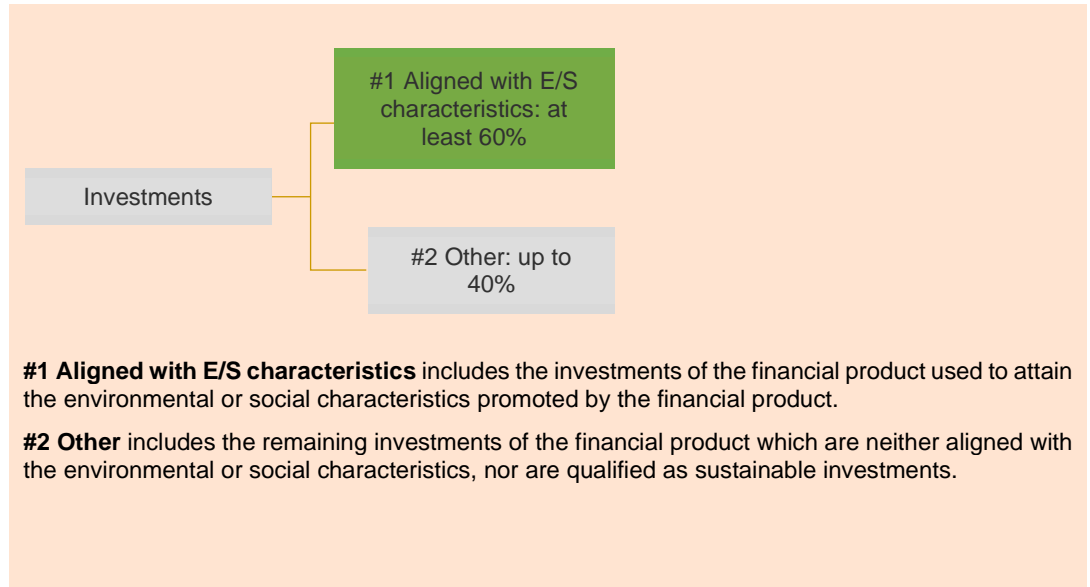 #1 Aligned with E/S
characteristics: at
least 60%
Investments
#2 Other: up to
40%
#1 Aligned with E/S characteristics includes the investments of the financial product used to attain
the environmental or social characteristics promoted by the financial product.
#2 Other includes the remaining investments of the financial product which are neither aligned with
the environmental or social characteristics, nor are qualified as sustainable investments.